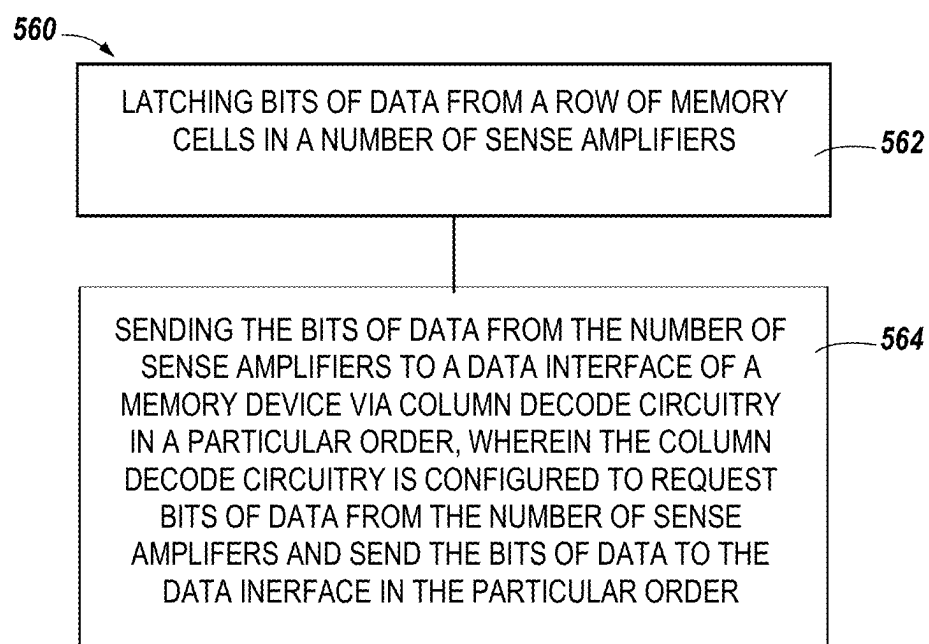 560
LATCHING BITS OF DATA FROM A ROW OF MEMORY
CELLS IN A NUMBER OF SENSE AMPLIFIERS
562
SENDING THE BITS OF DATA FROM THE NUMBER OF
SENSE AMPLIFIERS TO A DATA INTERFACE OF A
MEMORY DEVICE VIA COLUMN DECODE CIRCUITRY
IN A PARTICULAR ORDER, WHEREIN THE COLUMN
DECODE CIRCUITRY IS CONFIGURED TO REQUEST
BITS OF DATA FROM THE NUMBER OF SENSE
AMPLIFERS AND SEND THE BITS OF DATA TO THE
DATA INERFACE IN THE PARTICULAR ORDER
564